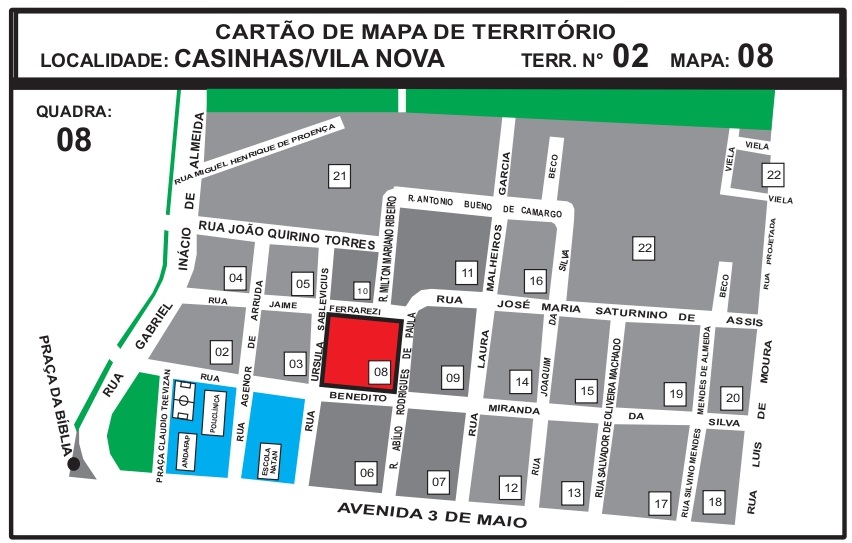 CARTÃO DE MAPA DE TERRITÓRIO
LOCALIDADE: CASINHAS/VILA NOVA TERR. N° 02 MAPA: 08
QUADRA:
08
RUA MIGUEL HENRIQUE DE PROENÇA
21
GARCIA
BECO
VIELA
VIELA
22
VIELA
R. ANTONIO BUENO DE CAMARGO
RUA JOÃO QUIRINO TORRES
R. MILTON MARIANO RIBEIRO
MALHEIROS
SILVA
22
RUA PROJETADA
04
05
10
11
16
BECO
RUA GABRIEL INÁCIO DE ALMEIDA
RUA JAIME FERRAREZI
RUA JOSÉ MARIA SATURNINO DE ASSIS
02
03
08
09
14
15
19
20
RUA AGENOR DE ARRUDA
RUA URSULA SABLEVICIUS
R. ABÍLIO RODRIGUES DE PAULA
RUA LAURA
RUA JOAQUIM DA
RUA SALVADOR DE OLIVEIRA MACHADO
RUA SILVINO MENDES MENDES DE ALMEIDA
RUA LUIS DE MOURA
PRAÇA DA BÍBLIA
PRAÇA CLAUDIO TREVIZAN
RUA BENEDITO MIRANDA DA SILVA
POLICLÍNICA
ANDAFAP
ESCOLA NATAN
06
07
12
13
17
18
AVENIDA 3 DE MAIO